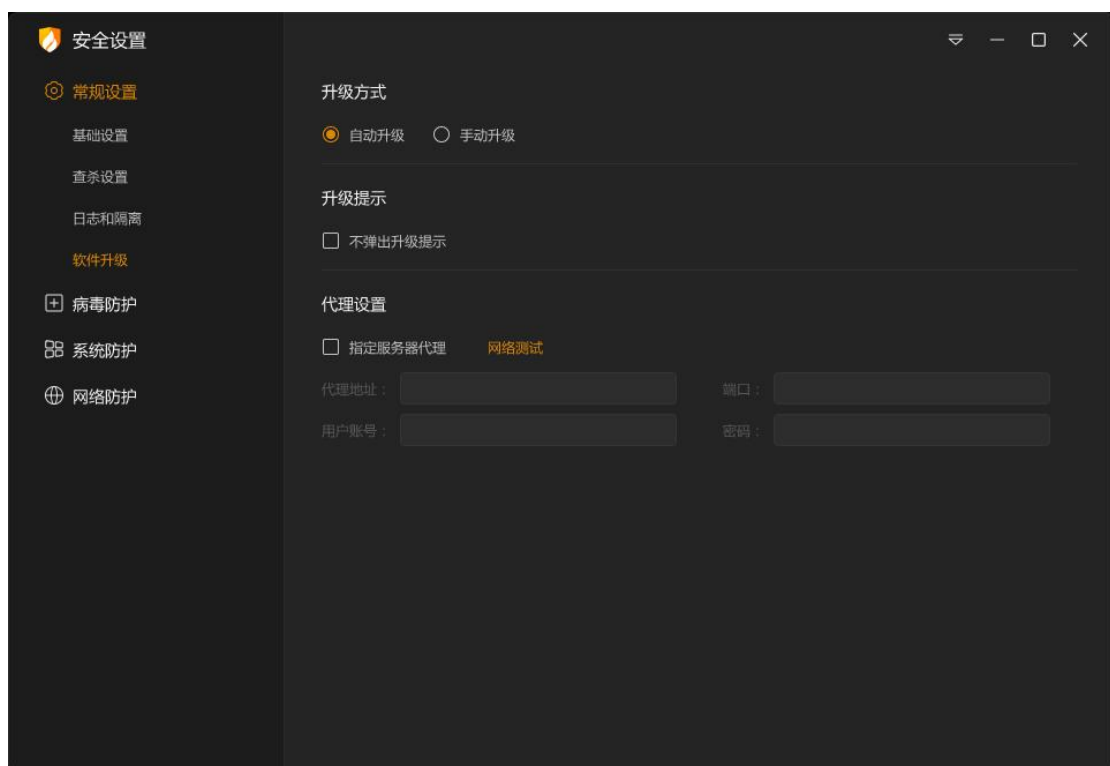 安全设置
常规设置
基础设置
查杀设置
日志和隔离
软件升级
病毒防护
系统防护
网络防护
升级方式
自动升级 手动升级
升级提示
不弹出升级提示
代理设置
指定服务器代理 网络测试
代理地址： 端口：
用户账号： 密码：